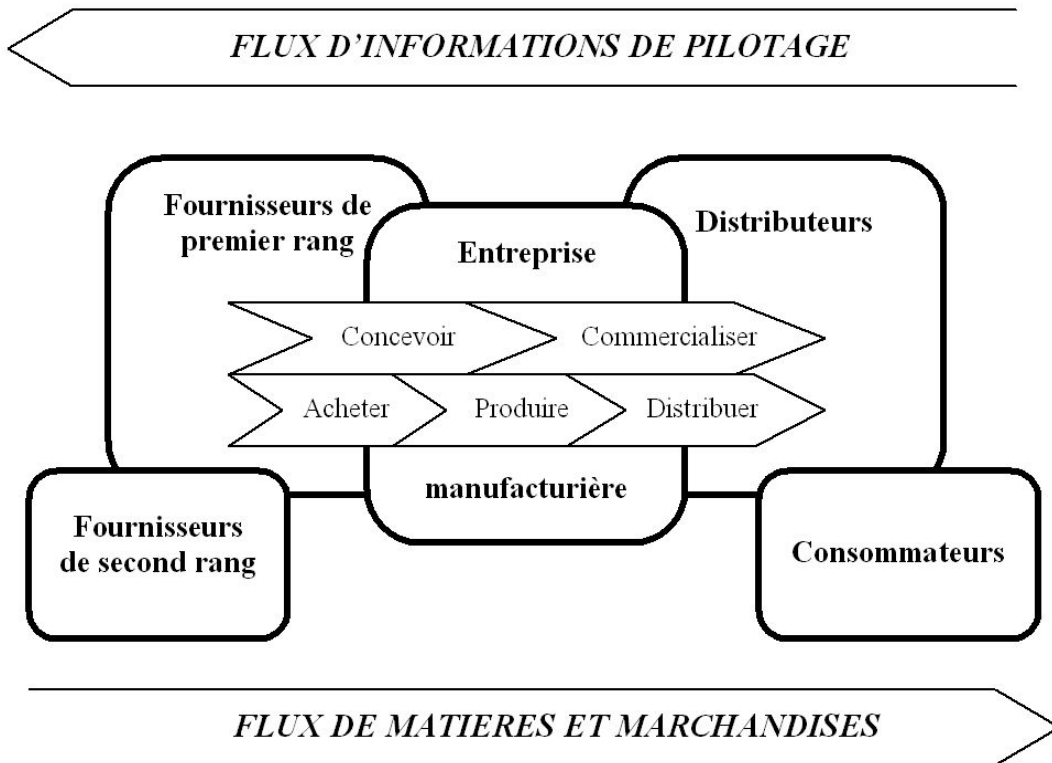 FLUX D'INFORMATIONS DE PILOTAGE
Fournisseurs de
premier rang
Distributeurs
Entreprise
Concevoir
Commercialiser
Acheter
Produire
Distribuer
manufacturière
Fournisseurs
de second rang
Consommateurs
FLUX DE MATIERES ET MARCHANDISES